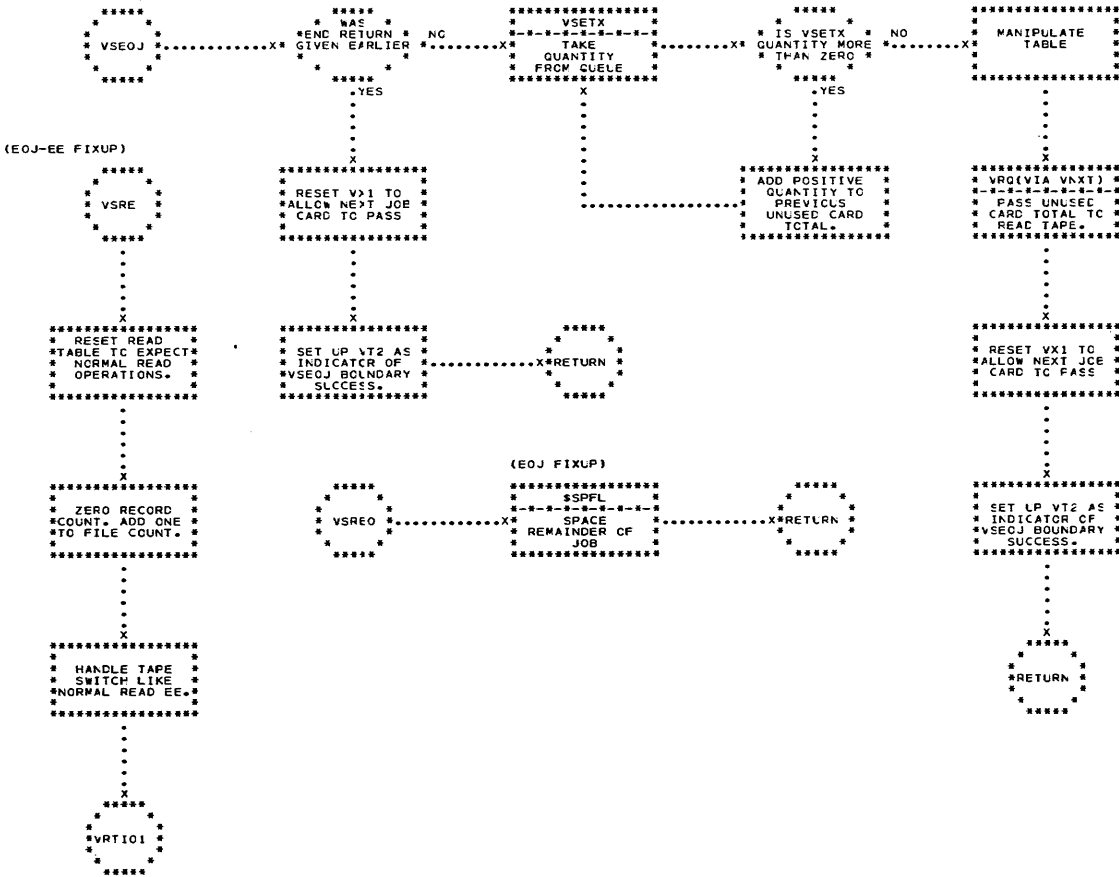 VSEOJ
WAS
END RETURN
GIVEN EARLIER
NO
VSETX
TAKE
QUANTITY
FROM QUEUE
IS VSETX
QUANTITY MORE
THAN ZERO
NO
MANIPULATE
TABLE
YES
YES
(EOJ-EE FIXUP)
VSRE
RESET VX1 TO
ALLOW NEXT JOB
CARD TO PASS
ADD POSITIVE
QUANTITY TO
PREVIOUS
UNUSED CARD
TOTAL.
VRQ(VIA VNXT)
PASS UNUSED
CARD TOTAL TO
READ TAPE.
RESET READ
TABLE TO EXPECT
NORMAL READ
OPERATIONS.
SET UP VT2 AS
INDICATOR OF
VSEOJ BOUNDARY
SUCCESS.
RETURN
RESET VX1 TO
ALLOW NEXT JOB
CARD TO PASS
ZERO RECORD
COUNT. ADD ONE
TO FILE COUNT.
VSREO
(EOJ FIXUP)
$SPFL
SPACE
REMAINDER OF
JOB
RETURN
SET UP VT2 AS
INDICATOR OF
VSEOJ BOUNDARY
SUCCESS.
HANDLE TAPE
SWITCH LIKE
NORMAL READ EE.
RETURN
VRTIO1